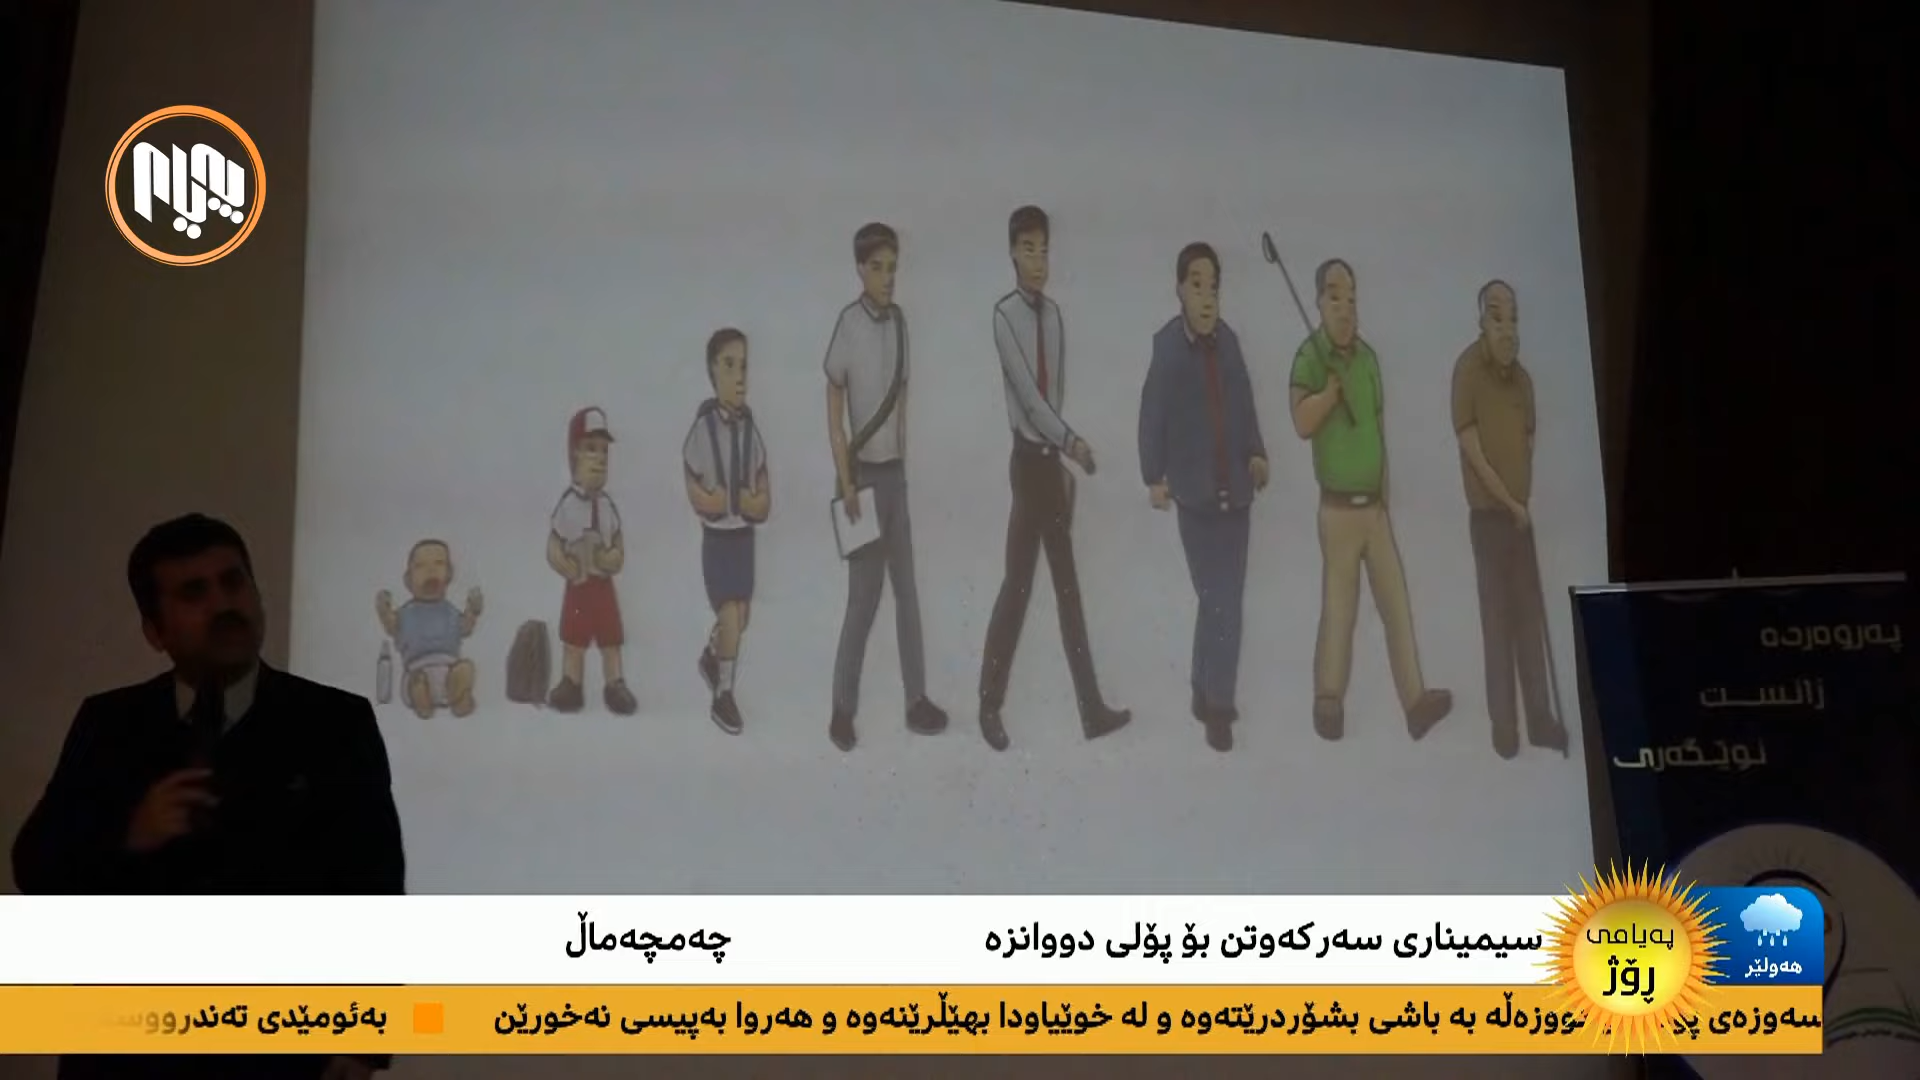 پەیام
پەروەردە
زانست
نوێگەری
سیمیناری سەرکەوتن بۆ پۆلی دووانزە
چەمچەماڵ
پەیامی
ڕۆژ
هەولێر
سەوزەی بە باشی بشۆردرێتەوە و لە خوێیاودا بهێڵرێنەوە و هەروا بەپیسی نەخورێن
بەئومێدی